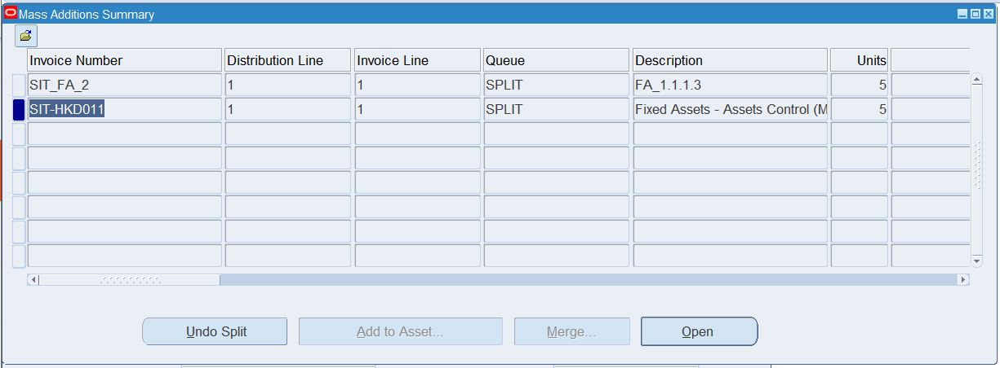 Mass Additions Summary
Invoice Number Distribution Line Invoice Line Queue Description Units
SIT_FA_2 1 1 SPLIT FA_1.1.1.3 5
SIT-HKD011 1 1 SPLIT Fixed Assets - Assets Control (M 5
Undo Split Add to Asset... Merge... Open